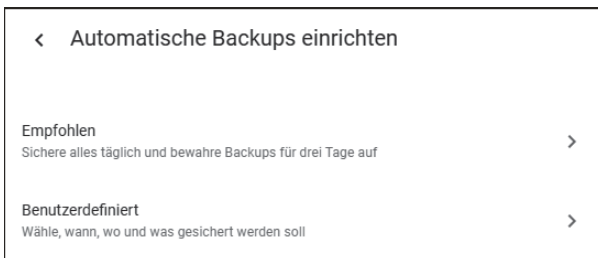 Automatische Backups einrichten
Empfohlen
Sichere alles täglich und bewahre Backups für drei Tage auf
Benutzerdefiniert
Wähle, wann, wo und was gesichert werden soll